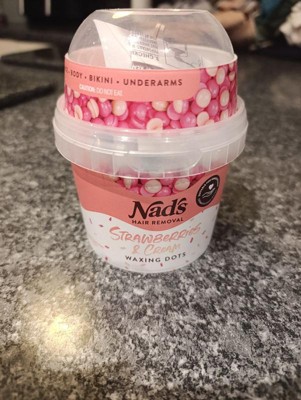 BODY • BIKINI • UNDERARMS
CAUTION: DO NOT EAT
Nad's
HAIR REMOVAL
STRAWBERRIES
& Cream
WAXING DOTS